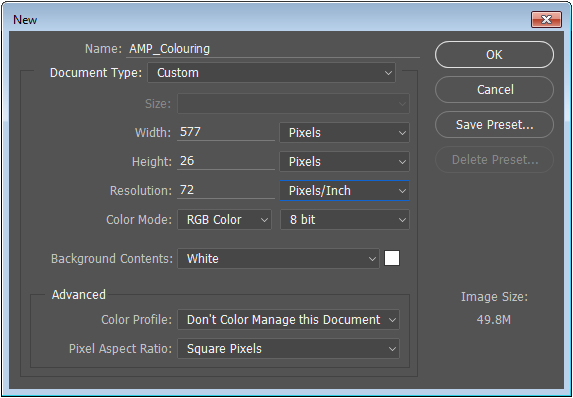 New
Name: AMP_Colouring
OK
Document Type: Custom
Cancel
Size:
Width: 577 Pixels
Save Preset...
Height: 26 Pixels
Delete Preset...
Resolution: 72 Pixels/Inch
Color Mode: RGB Color 8 bit
Background Contents: White
Advanced
Image Size:
49.8M
Color Profile: Don't Color Manage this Document
Pixel Aspect Ratio: Square Pixels